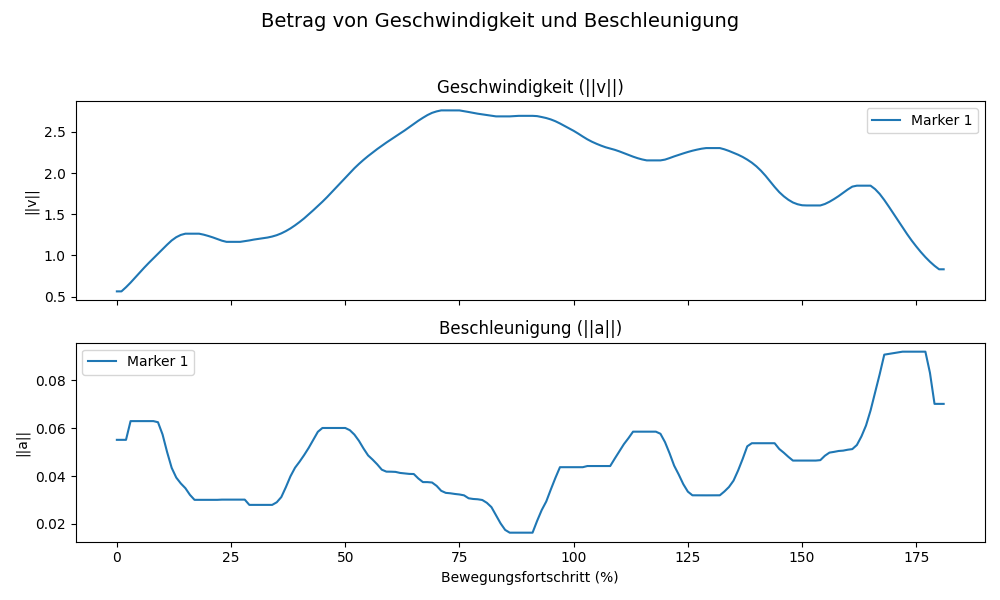 Betrag von Geschwindigkeit und Beschleunigung
Geschwindigkeit (||v||)
Marker 1
||v||
2.5
2.0
1.5
1.0
0.5
Beschleunigung (||a||)
Marker 1
||a||
0.08
0.06
0.04
0.02
0 25 50 75 100 125 150 175
Bewegungsfortschritt (%)